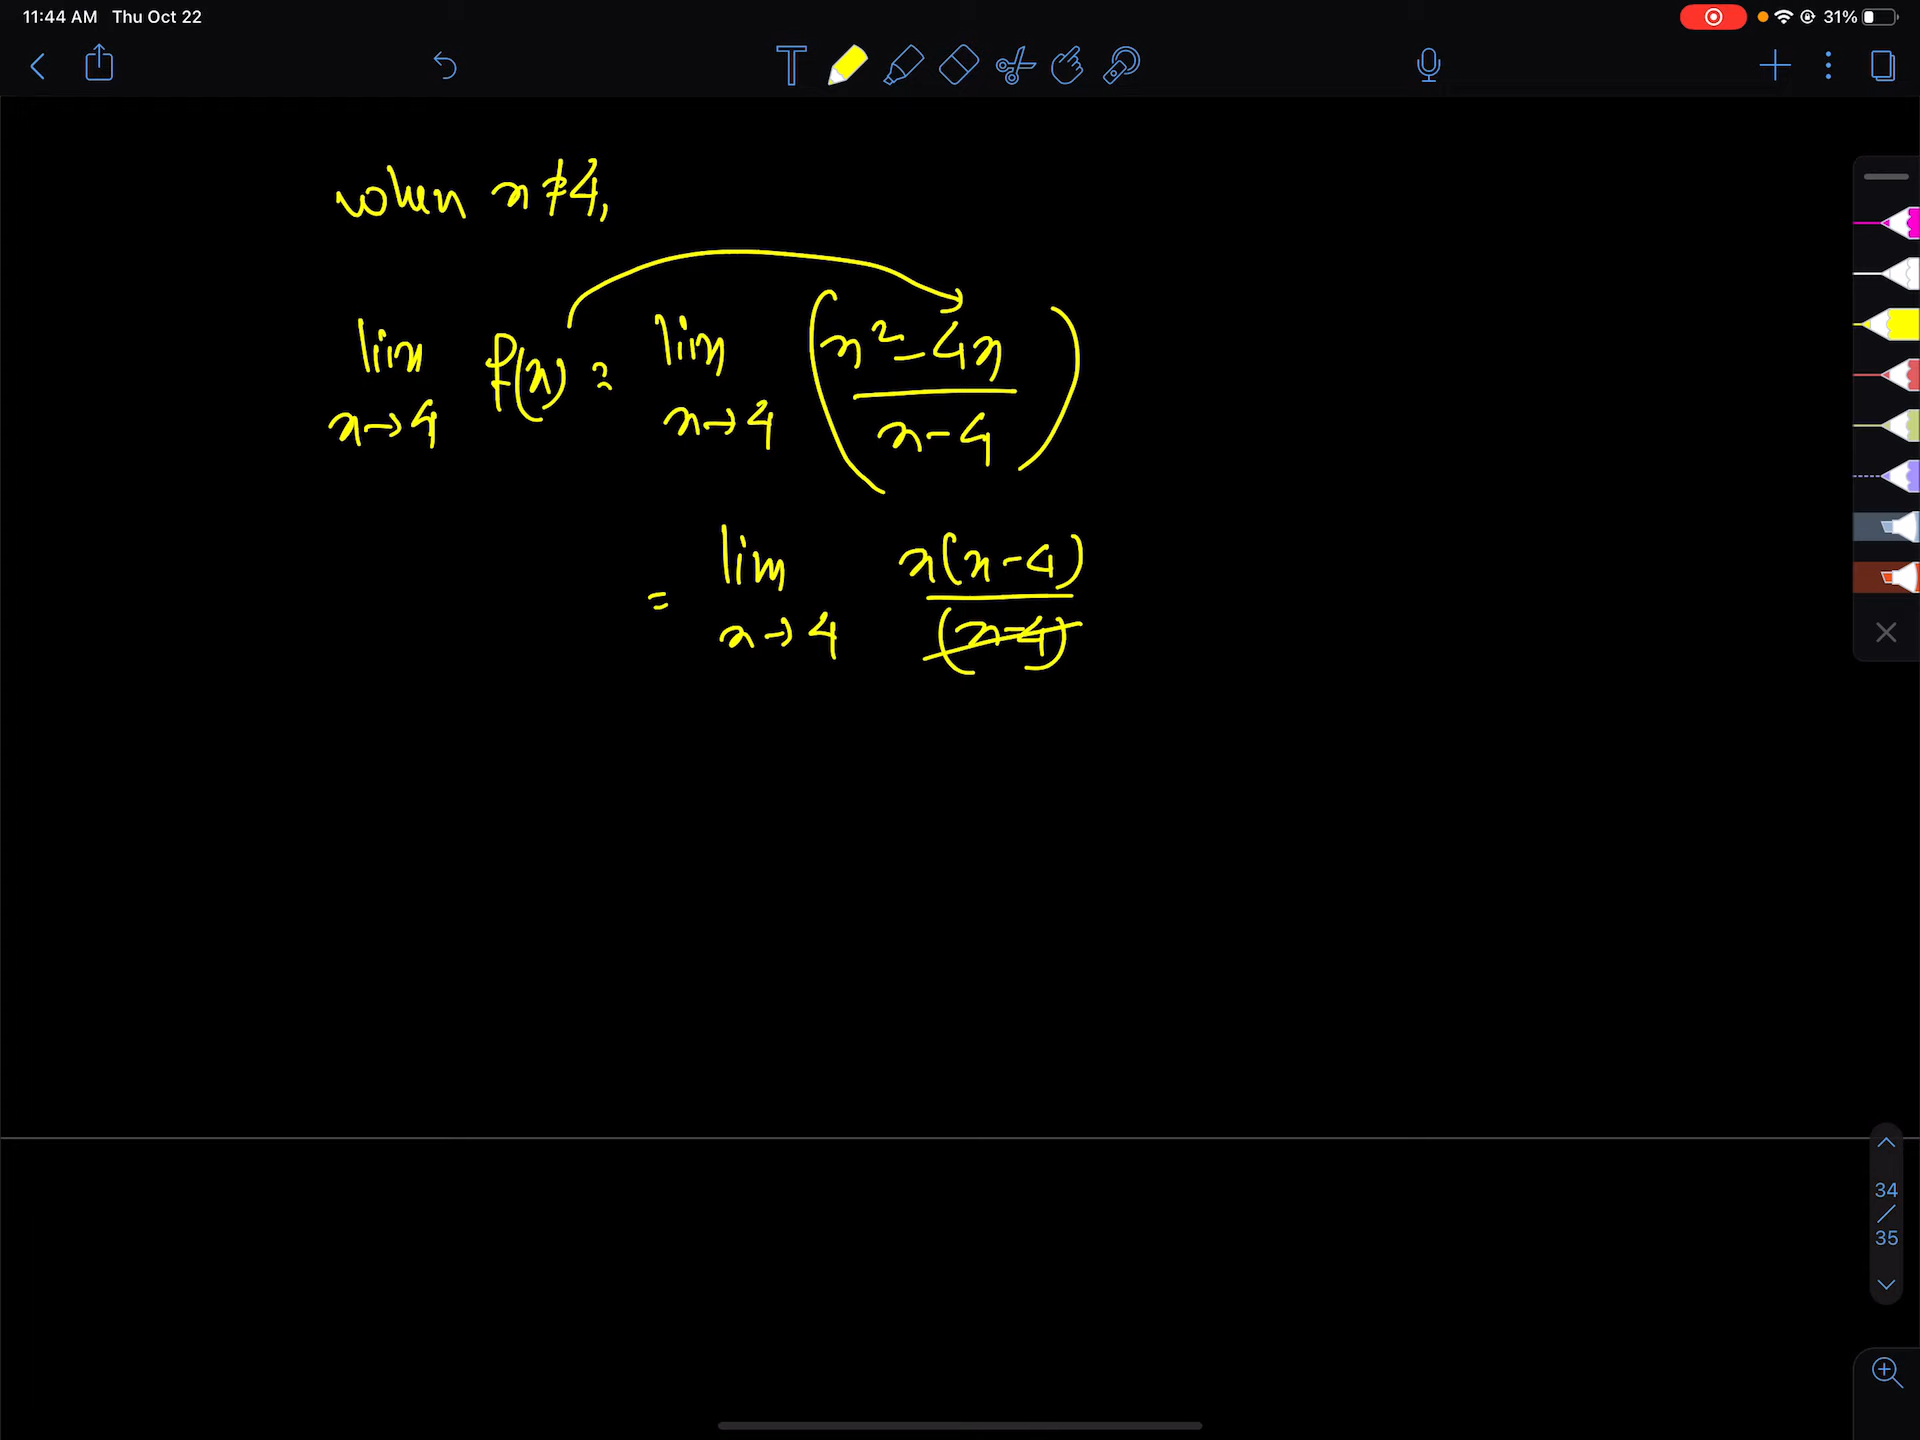 11:44 AM Thu Oct 22
31%
when x ≠ 4,
lim x→4 f(x) = lim x→4 (x² - 4x / x - 4)
= lim x→4 x(x - 4) / (x - 4)
34
/
35